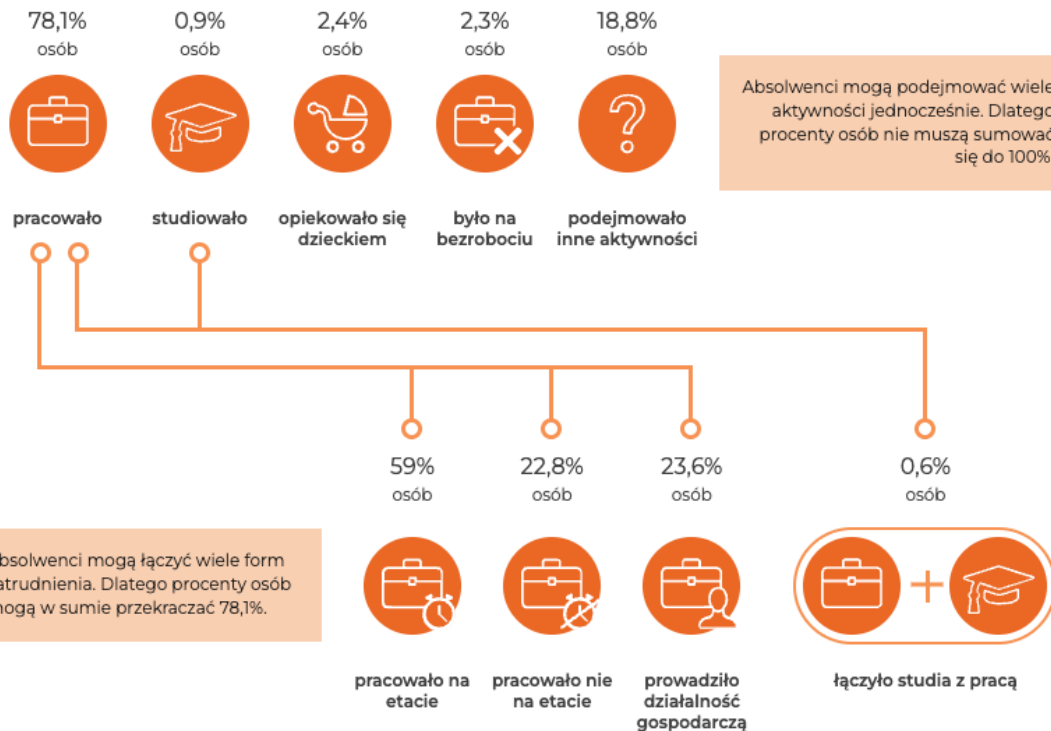 78,1%
osób
0,9%
osób
2,4%
osób
2,3%
osób
18,8%
osób
Absolwenci mogą podejmować wiele
aktywności jednocześnie. Dlatego
procenty osób nie muszą sumować
się do 100%
pracowało
studiowało
opiekowało się
dzieckiem
było na
bezrobociu
podejmowało
inne aktywności
59%
osób
22,8%
osób
23,6%
osób
0,6%
osób
bsolwenci mogą łączyć wiele form
atrudnienia. Dlatego procenty osób
nogą w sumie przekraczać 78,1%.
pracowało na
etacie
pracowało nie
na etacie
prowadziło
działalność
gospodarczą
łączyło studia z pracą